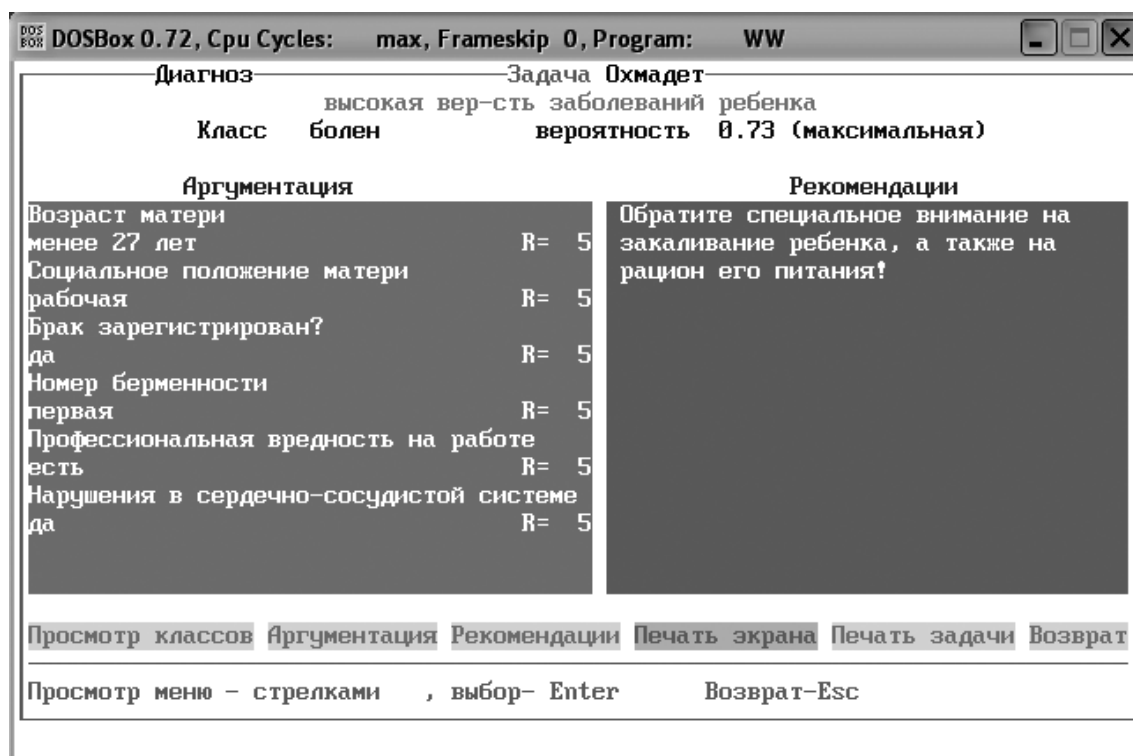 DOS BOX DOSBox 0.72, Cpu Cycles: max, Frameskip 0, Program: WW
Диагноз Задача Охмадет
высокая вер-сть заболеваний ребенка
Класс болен вероятность 0.73 (максимальная)
Аргументация
Возраст матери
менее 27 лет R= 5
Социальное положение матери
рабочая R= 5
Брак зарегистрирован?
да R= 5
Номер берменности
первая R= 5
Профессиональная вредность на работе
есть R= 5
Нарушения в сердечно-сосудистой системе
да R= 5
Рекомендации
Обратите специальное внимание на
закаливание ребенка, а также на
рацион его питания!
Просмотр классов Аргументация Рекомендации Печать экрана Печать задачи Возврат
Просмотр меню - стрелками , выбор- Enter Возврат-Esc